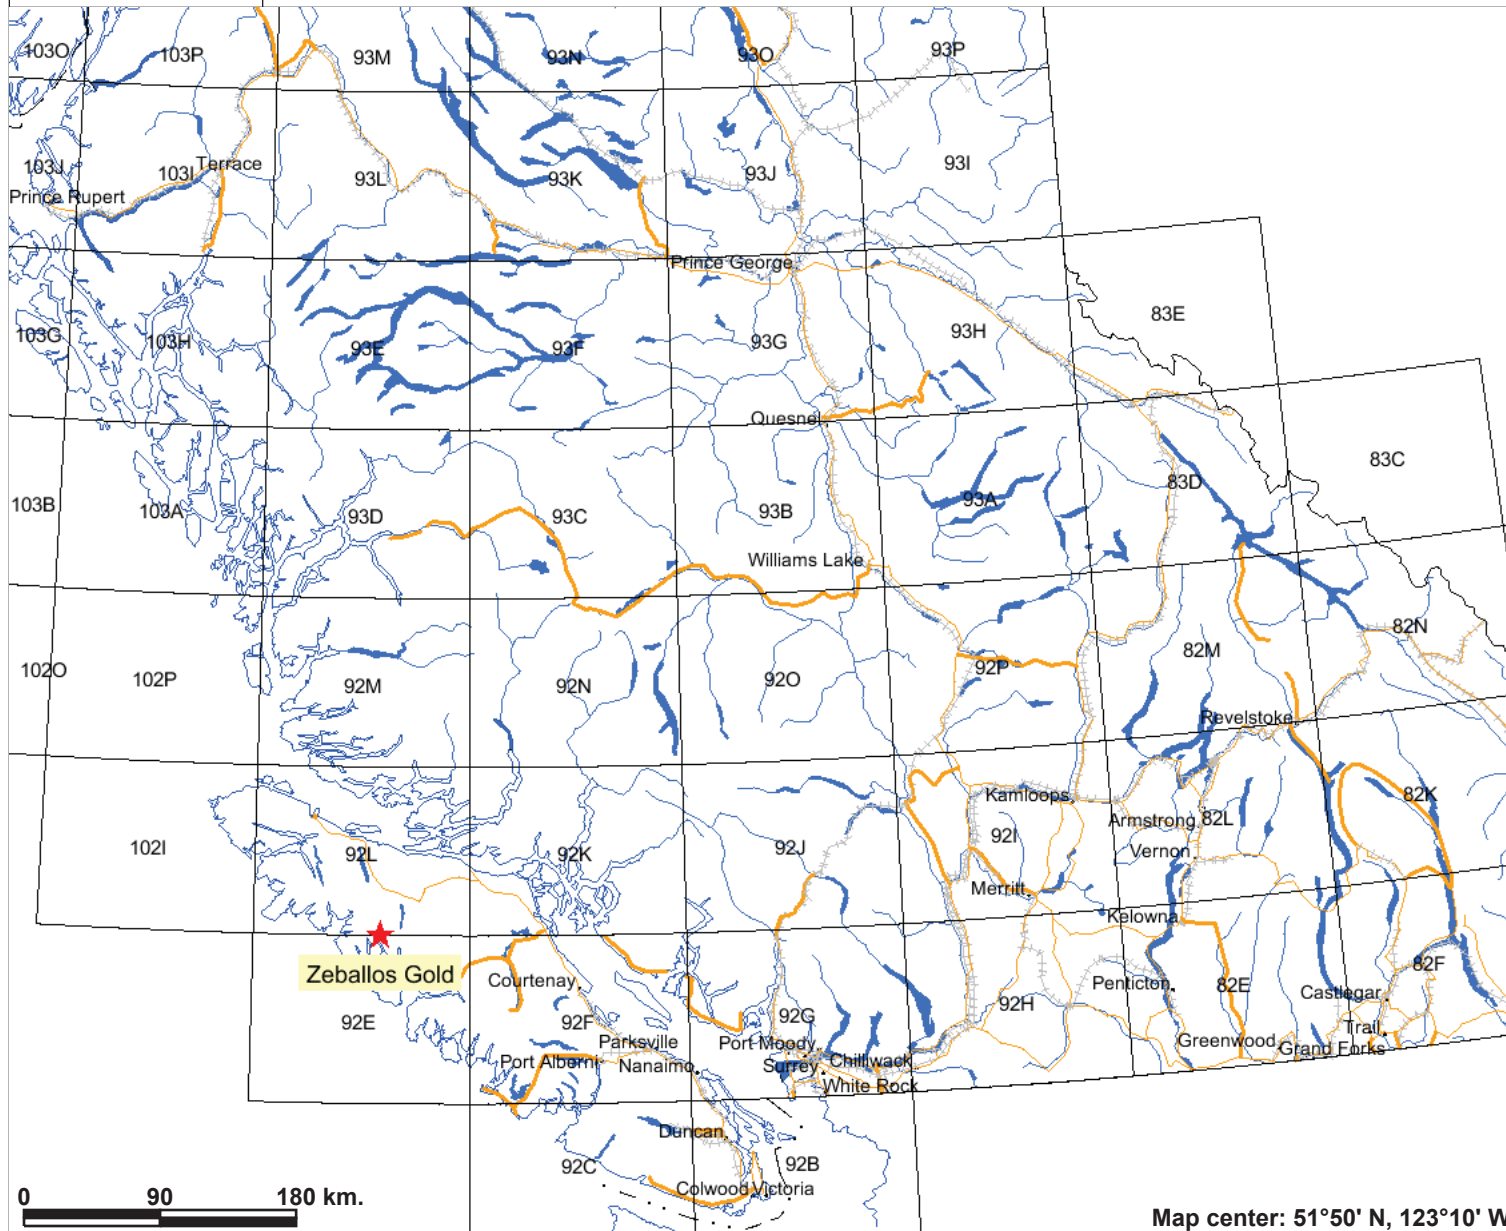 103O
103P
93M
93N
93O
93P
103J
103I
Terrace
93L
93K
93J
93I
Prince Rupert
Prince George
83E
103G
103H
93E
93F
93G
93H
Quesnel
83C
103B
103A
93D
93C
93B
93A
83D
Williams Lake
82N
102O
102P
92M
92N
92O
92P
82M
Revelstoke
Kamloops
82K
102I
92L
92K
92J
92I
Armstrong
82L
Vernon
Merritt
Kelowna
Zeballos Gold
Courtenay
92H
Penticton
82E
82F
Castlegar
92E
92F
92G
Parksville
Port Moody
Trail
Greenwood
Grand Forks
Port Alberni
Nanaimo
Surrey
Chilliwack
White Rock
Duncan
92C
92B
Colwood
Victoria
0 90 180 km.
Map center: 51°50' N, 123°10' W